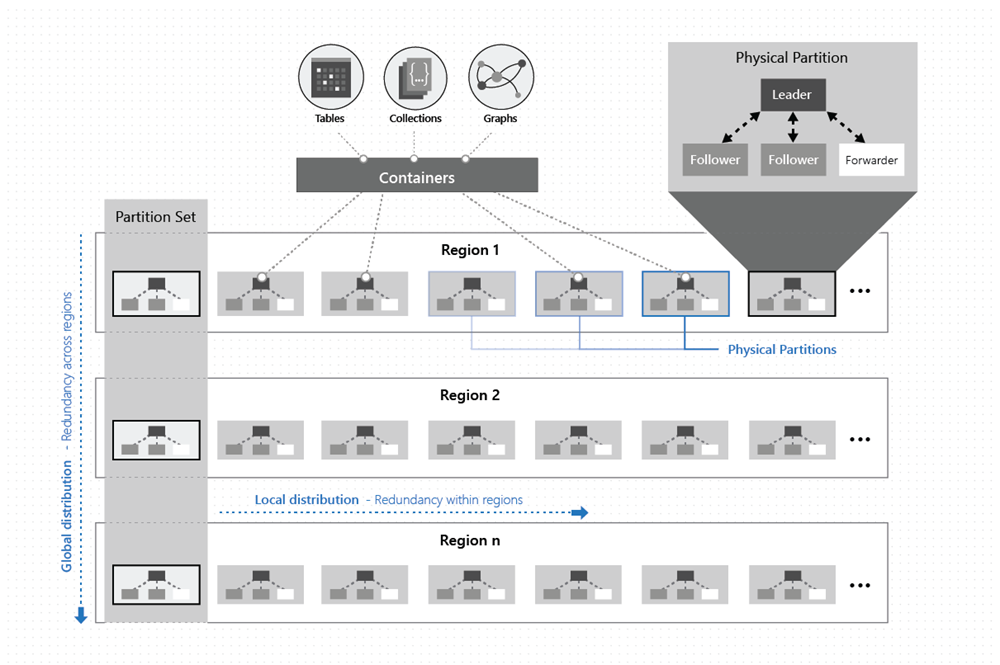 Tables
Collections
Graphs
Containers
Physical Partition
Leader
Follower
Follower
Forwarder
Partition Set
Region 1
...
Physical Partitions
Region 2
...
Local distribution - Redundancy within regions
Region n
...
Global distribution - Redundancy across regions
{...}